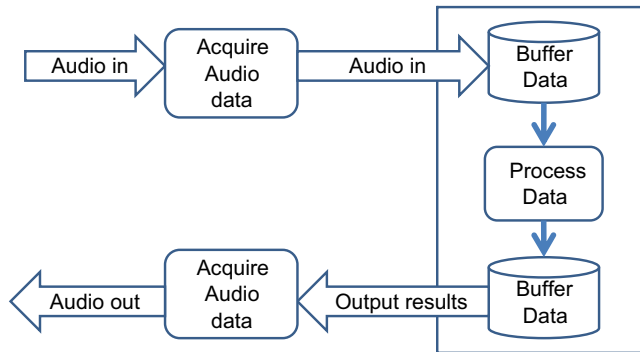 Audio in
Acquire
Audio
data
Audio in
Buffer
Data
Process
Data
Audio out
Acquire
Audio
data
Output results
Buffer
Data